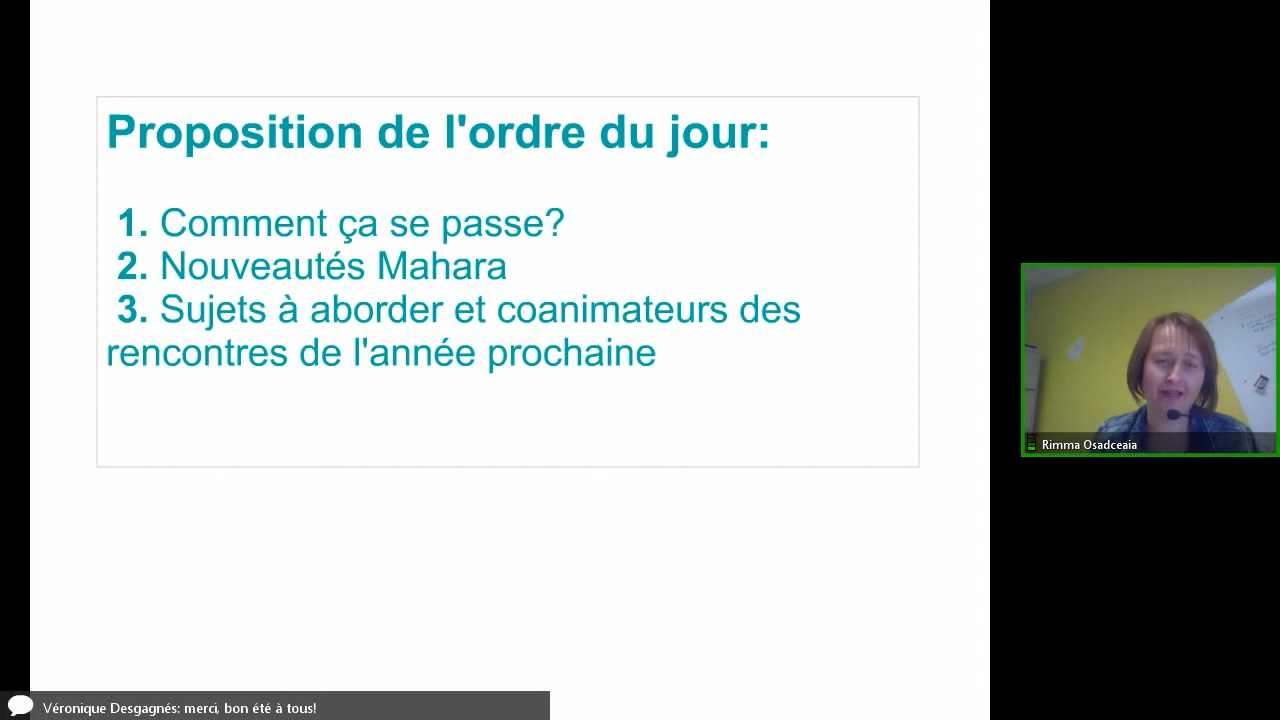 Proposition de l'ordre du jour:
1. Comment ça se passe?
2. Nouveautés Mahara
3. Sujets à aborder et coanimateurs des
rencontres de l'année prochaine
Rimma Osadceaia
Véronique Desgagnés: merci, bon été à tous!